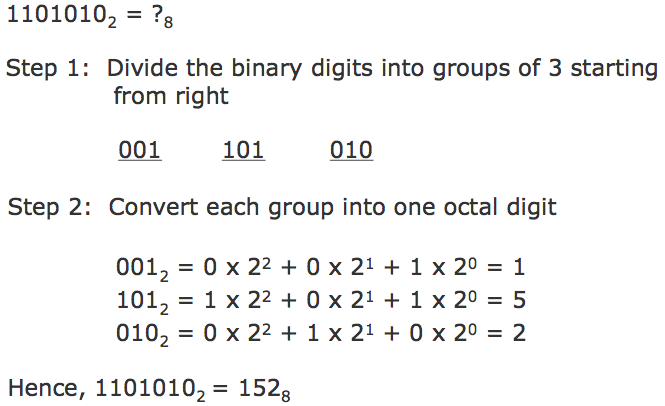 1101010₂ = ?₈
Step 1: Divide the binary digits into groups of 3 starting
from right
001 101 010
Step 2: Convert each group into one octal digit
001₂ = 0 x 2² + 0 x 2¹ + 1 x 2⁰ = 1
101₂ = 1 x 2² + 0 x 2¹ + 1 x 2⁰ = 5
010₂ = 0 x 2² + 1 x 2¹ + 0 x 2⁰ = 2
Hence, 1101010₂ = 152₈